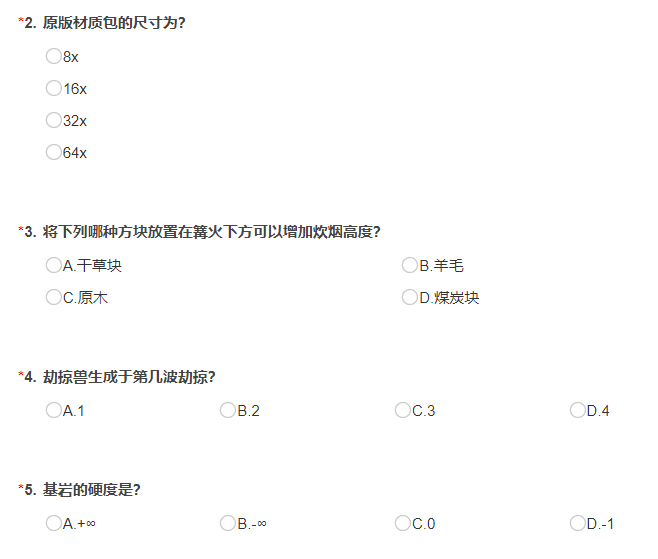 *2. 原版材质包的尺寸为?
8x
16x
32x
64x
*3. 将下列哪种方块放置在篝火下方可以增加炊烟高度?
A.干草块 B.羊毛
C.原木 D.煤炭块
*4. 劫掠兽生成于第几波劫掠?
A.1 B.2 C.3 D.4
*5. 基岩的硬度是?
A.+∞ B.-∞ C.0 D.-1